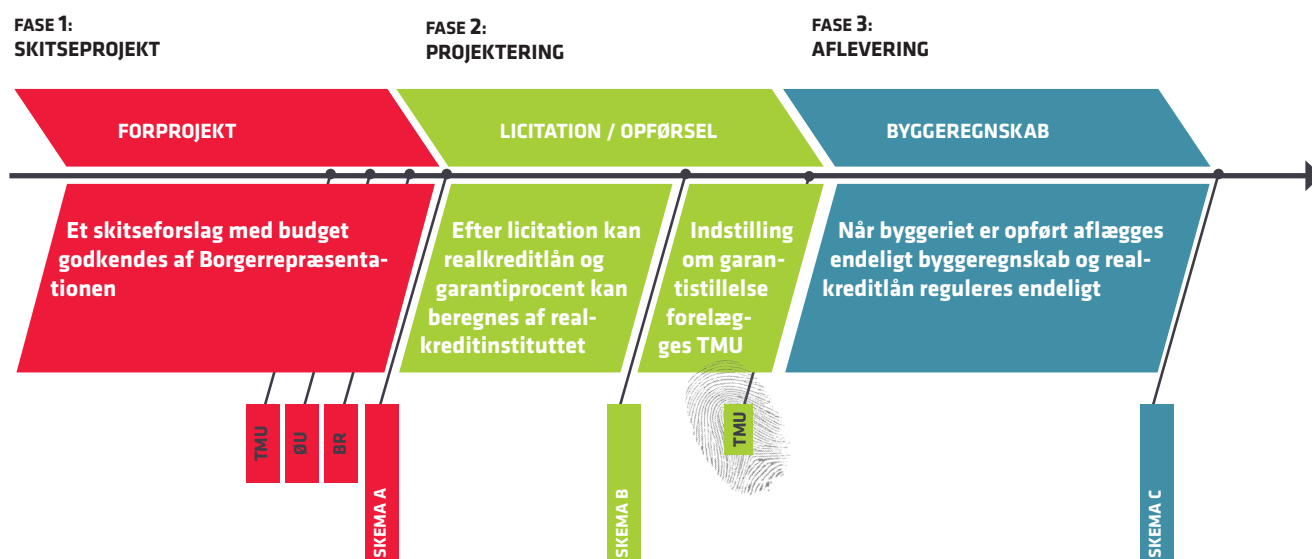 FASE 1:
SKITSEPROJEKT
FASE 2:
PROJEKTERING
FASE 3:
AFLEVERING
FORPROJEKT
LICITATION / OPFØRSEL
BYGGEREGNSKAB
Et skitseforslag med budget
godkendes af Borgerrepræsenta-
tionen
Efter licitation kan
realkreditlån og
garantiprocent kan
beregnes af real-
kreditinstituttet
Indstilling
om garan-
tistillelse
forelæg-
ges TMU
Når byggeriet er opført aflægges
endeligt byggeregnskab og real-
kreditlån reguleres endeligt
TMU
ØU
BR
SKEMA A
SKEMA B
TMU
SKEMA C